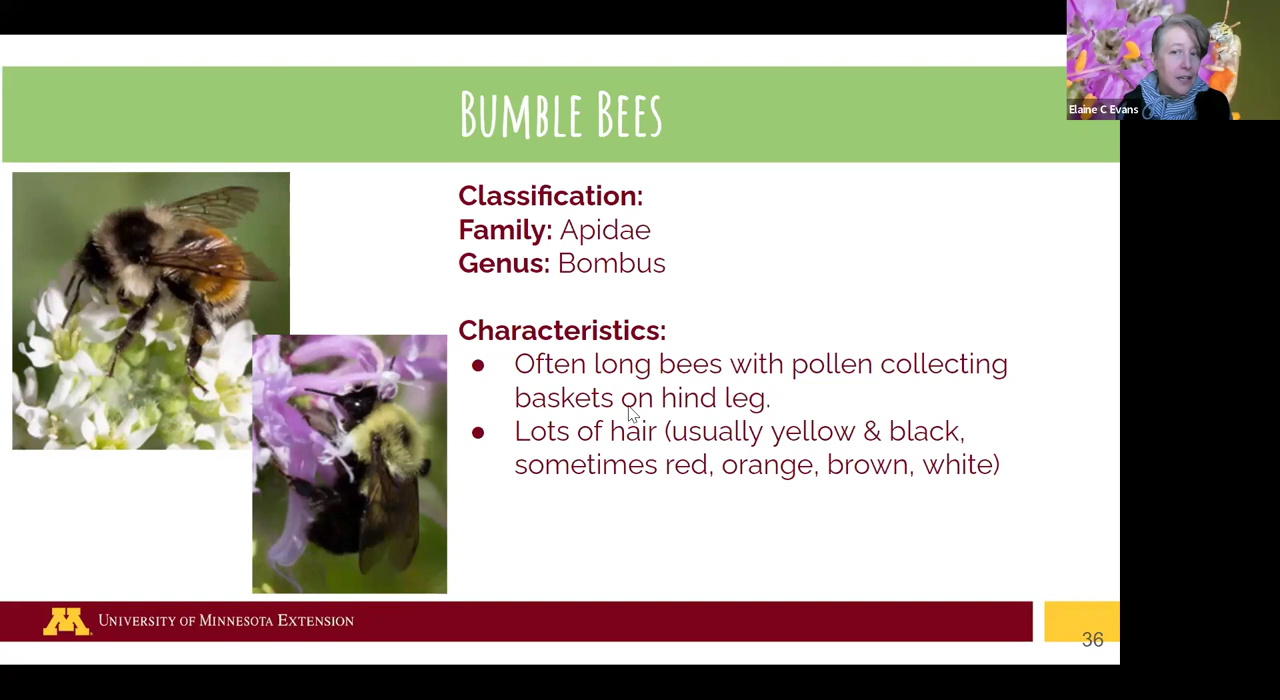 Bumble Bees
Elaine C Evans
Classification:
Family: Apidae
Genus: Bombus
Characteristics:
● Often long bees with pollen collecting
baskets on hind leg.
● Lots of hair (usually yellow & black,
sometimes red, orange, brown, white)
M
University of Minnesota Extension
36